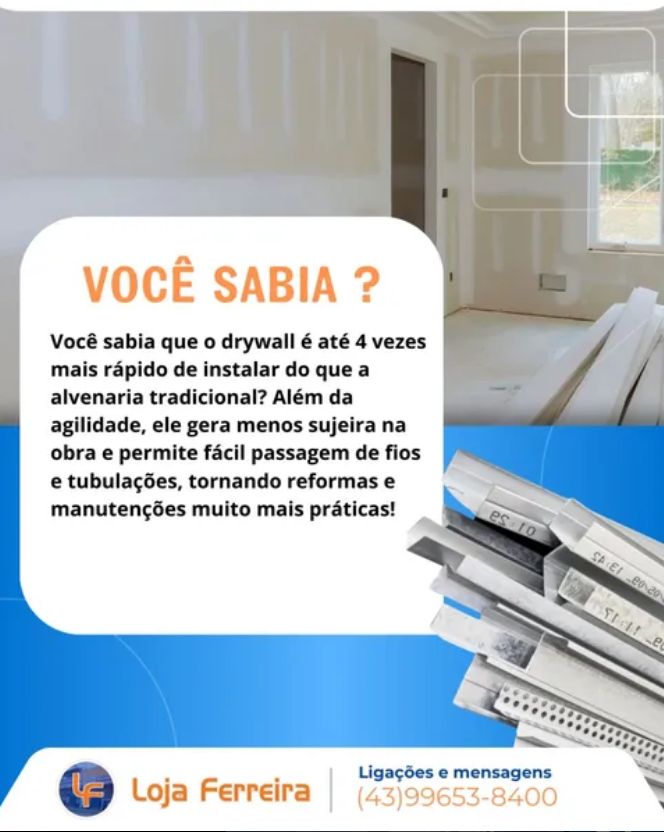 VOCÊ SABIA ?
Você sabia que o drywall é até 4 vezes
mais rápido de instalar do que a
alvenaria tradicional? Além da
agilidade, ele gera menos sujeira na
obra e permite fácil passagem de fios
e tubulações, tornando reformas e
manutenções muito mais práticas!
LF
Loja Ferreira
Ligações e mensagens
(43)99653-8400